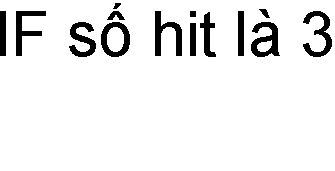 IF số hit là 3